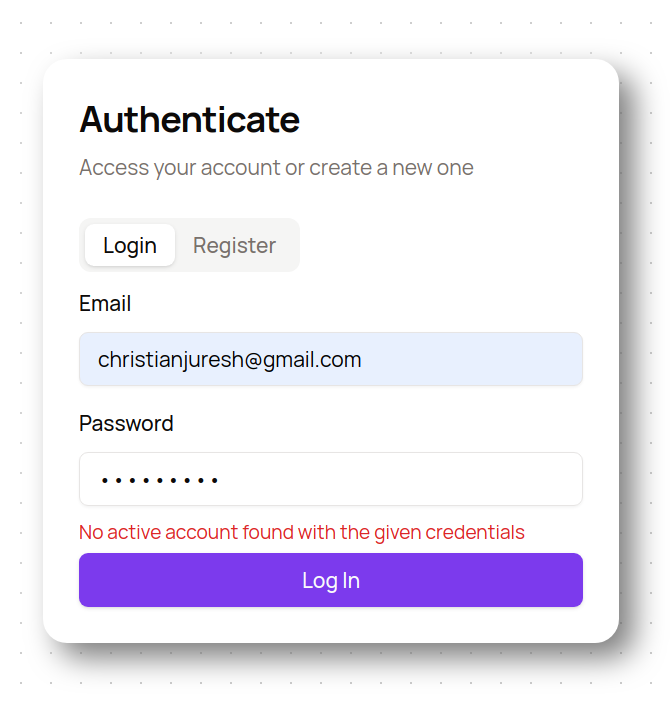 Authenticate
Access your account or create a new one
Login Register
Email
christianjuresh@gmail.com
Password
•••••••••
No active account found with the given credentials
Log In